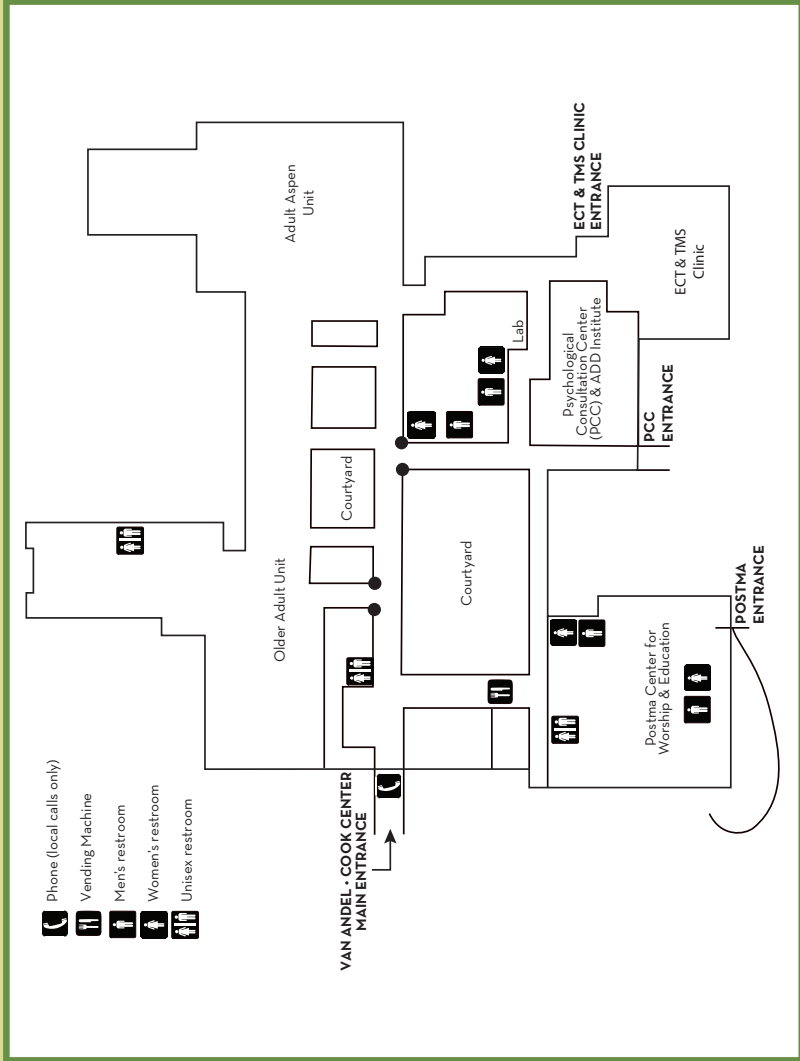 Phone (local calls only)
Vending Machine
Men's restroom
Women's restroom
Unisex restroom
VAN ANDEL • COOK CENTER
MAIN ENTRANCE
Older Adult Unit
Courtyard
Adult Aspen
Unit
Courtyard
Lab
ECT & TMS CLINIC
ENTRANCE
Psychological
Consultation Center
(PCC) & ADD Institute
ECT & TMS
Clinic
PCC
ENTRANCE
Postma Center for
Worship & Education
POSTMA
ENTRANCE